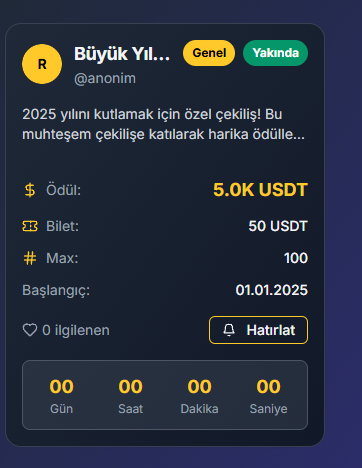 R
Büyük Yıl...
Genel
Yakında
@anonim
2025 yılını kutlamak için özel çekiliş! Bu
muhteşem çekilişe katılarak harika ödülle...
Ödül:
5.0K USDT
Bilet:
50 USDT
Max:
100
Başlangıç:
01.01.2025
0 ilgilenen
Hatırlat
00 00 00 00
Gün Saat Dakika Saniye